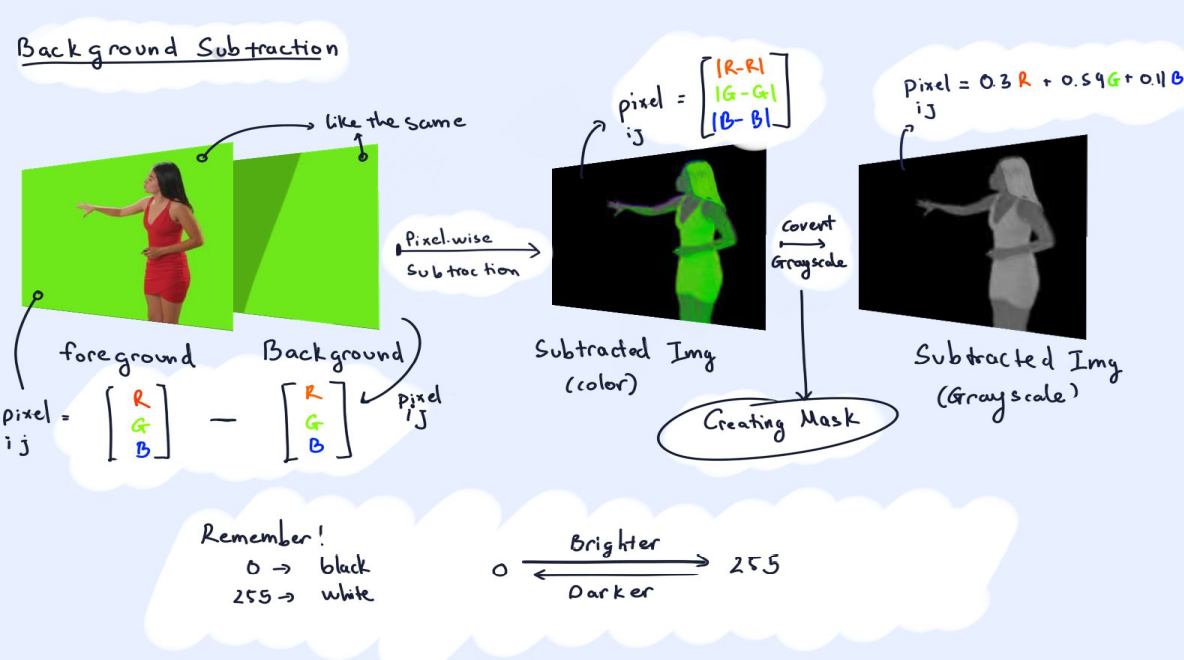 Background Subtraction
like the same
pixel = [|R-R|
ij |G-G|
|B-B|]
pixel = 0.3 R + 0.59G + 0.11B
ij
Pixel-wise
Subtraction
covert
Grayscale
foreground
Background
Subtracted Img
(color)
Subtracted Img
(Grayscale)
pixel = [R G B] - [R G B] pixel
ij ij
Creating Mask
Remember!
0 → black
255 → white
0 Brighter 255
Darker